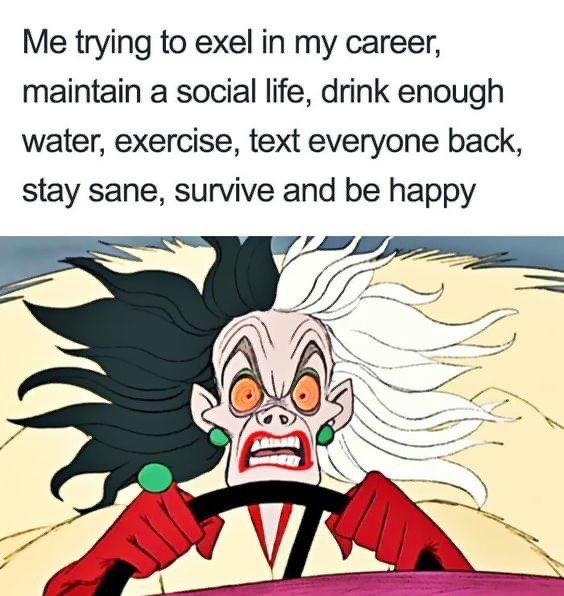 Me trying to exel in my career,
maintain a social life, drink enough
water, exercise, text everyone back,
stay sane, survive and be happy